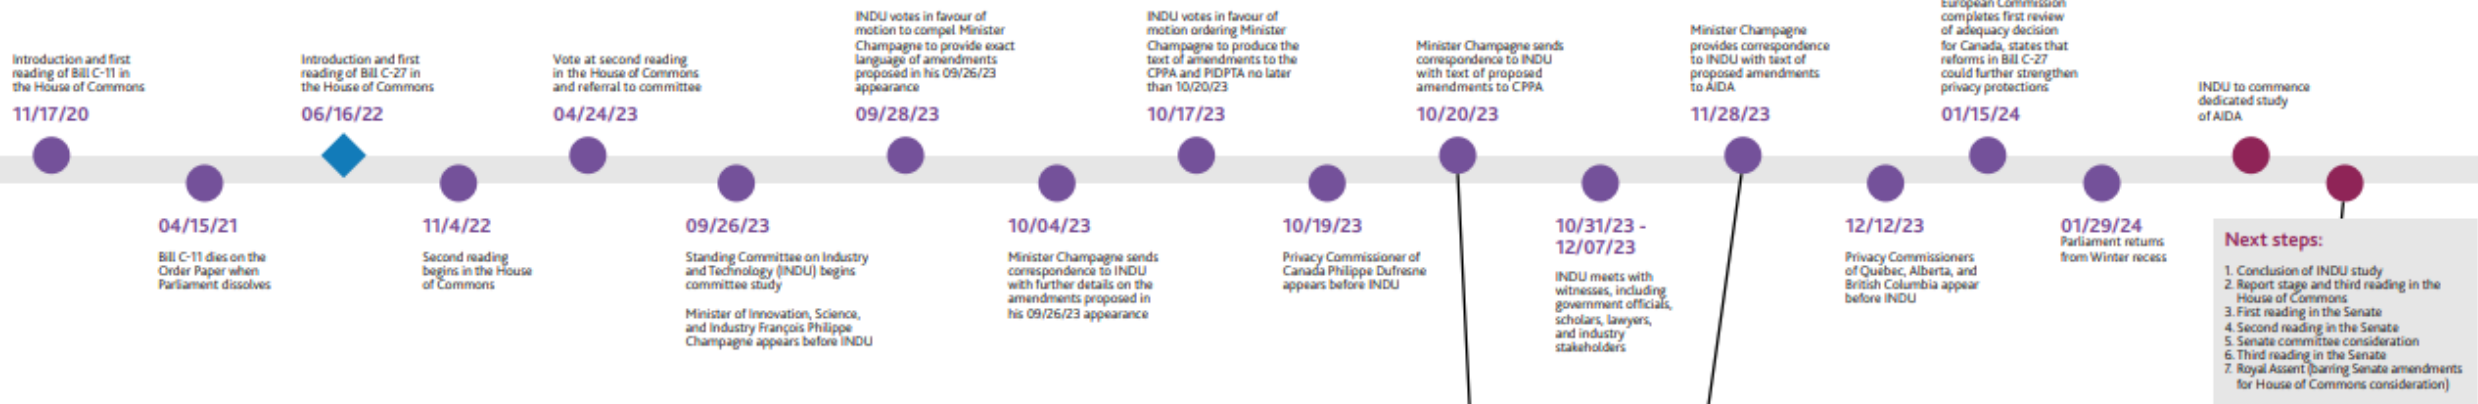 Introduction and first
reading of Bill C-11 in
the House of Commons
11/17/20
04/15/21
Bill C-11 dies on the
Order Paper when
Parliament dissolves
Introduction and first
reading of Bill C-27 in
the House of Commons
06/16/22
11/4/22
Second reading
begins in the House
of Commons
Vote at second reading
in the House of Commons
and referral to committee
04/24/23
09/26/23
Standing Committee on Industry
and Technology (INDU) begins
committee study
Minister of Innovation, Science,
and Industry François Philippe
Champagne appears before INDU
INDU votes in favour of
motion to compel Minister
Champagne to provide exact
language of amendments
proposed in his 09/26/23
appearance
09/28/23
10/04/23
Minister Champagne sends
correspondence to INDU
with further details on the
amendments proposed in
his 09/26/23 appearance
INDU votes in favour of
motion ordering Minister
Champagne to produce the
text of amendments to the
CPPA and PIDPTA no later
than 10/20/23
10/17/23
10/19/23
Privacy Commissioner of
Canada Philippe Dufresne
appears before INDU
Minister Champagne sends
correspondence to INDU
with text of proposed
amendments to CPPA
10/20/23
10/31/23 -
12/07/23
INDU meets with
witnesses, including
government officials,
scholars, lawyers,
and industry
stakeholders
Minister Champagne
provides correspondence
to INDU with text of
proposed amendments
to AIDA
11/28/23
12/12/23
Privacy Commissioners
of Quebec, Alberta, and
British Columbia appear
before INDU
European Commission
completes first review
of adequacy decision
for Canada, states that
reforms in Bill C-27
could further strengthen
privacy protections
01/15/24
01/29/24
Parliament returns
from Winter recess
INDU to commence
dedicated study
of AIDA
Next steps:
1. Conclusion of INDU study
2. Report stage and third reading in the
House of Commons
3. First reading in the Senate
4. Second reading in the Senate
5. Senate committee consideration
6. Third reading in the Senate
7. Royal Assent (barring Senate amendments
for House of Commons consideration)